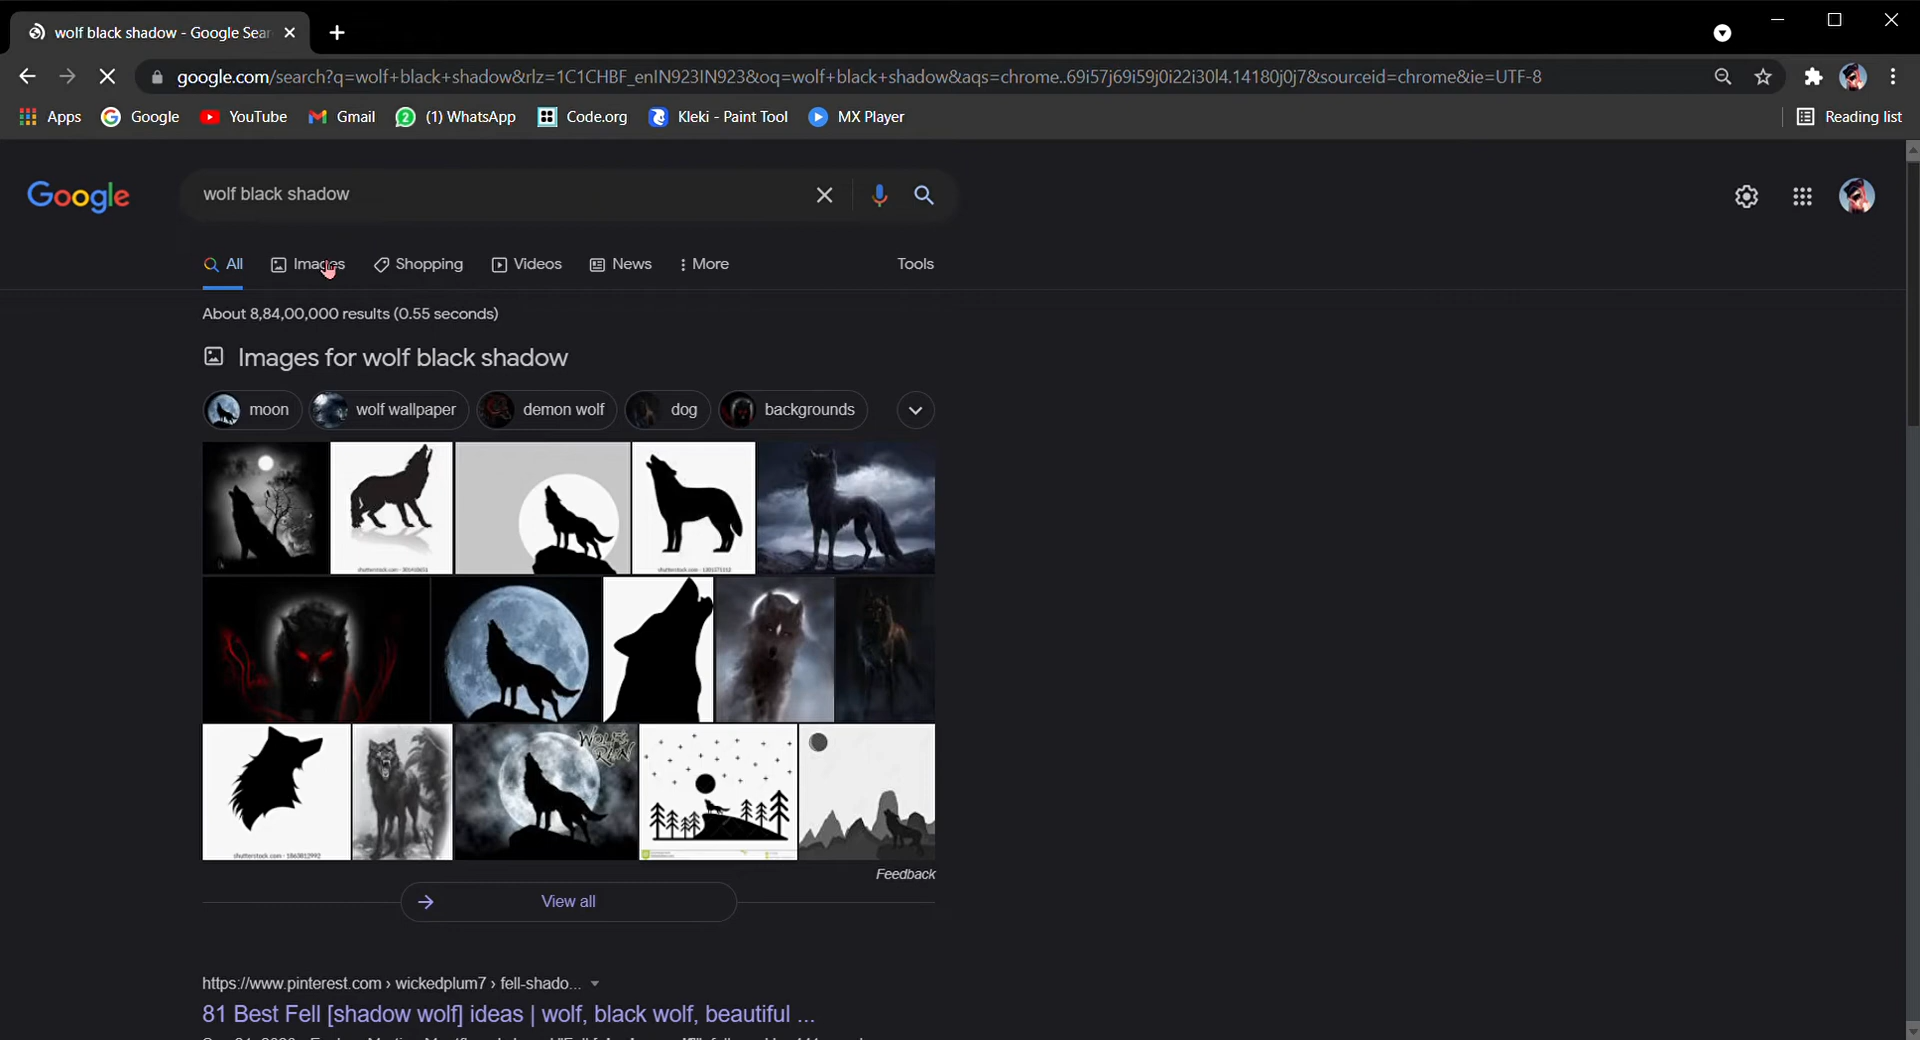 wolf black shadow - Google Sear
google.com/search?q=wolf+black+shadow&rlz=1C1CHBF_enIN923IN923&oq=wolf+black+shadow&aqs=chrome..69i57j69i59j0i22i30l4.14180j0j7&sourceid=chrome&ie=UTF-8
Apps Google YouTube Gmail (1) WhatsApp Code.org Kleki - Paint Tool MX Player Reading list
Google wolf black shadow
All Images Shopping Videos News More Tools
About 8,84,00,000 results (0.55 seconds)
Images for wolf black shadow
moon wolf wallpaper demon wolf dog backgrounds
WOLF'S RAIN
Feedback
View all
https://www.pinterest.com › wickedplum7 › fell-shado...
81 Best Fell [shadow wolf] ideas | wolf, black wolf, beautiful ...